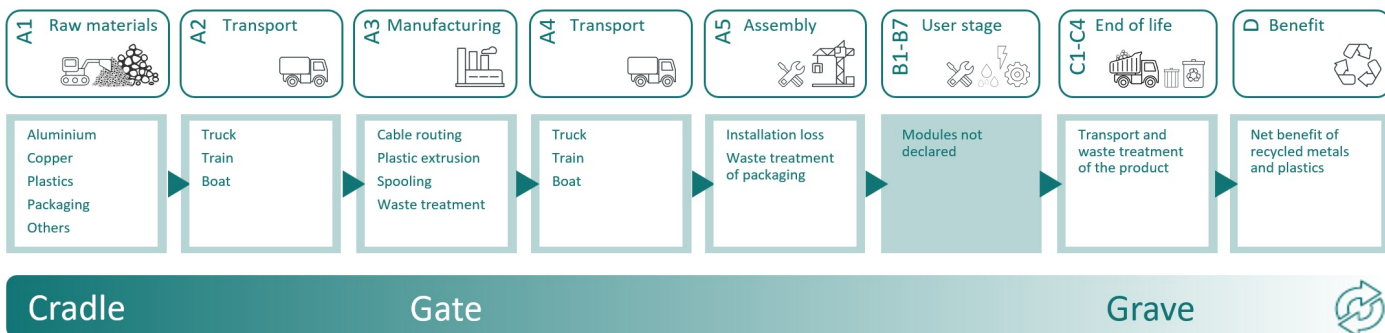 A1
Raw materials
A2
Transport
A3
Manufacturing
A4
Transport
A5
Assembly
B1-B7
User stage
C1-C4
End of life
D
Benefit
Aluminium
Copper
Plastics
Packaging
Others
Truck
Train
Boat
Cable routing
Plastic extrusion
Spooling
Waste treatment
Truck
Train
Boat
Installation loss
Waste treatment
of packaging
Modules not
declared
Transport and
waste treatment
of the product
Net benefit of
recycled metals
and plastics
Cradle
Gate
Grave